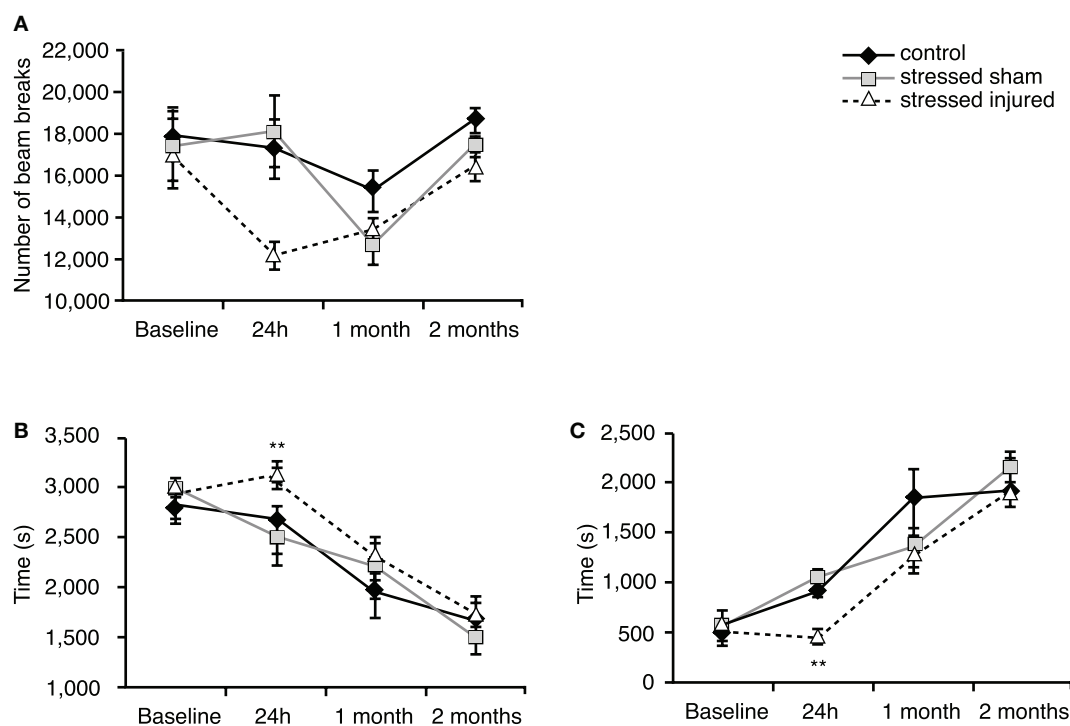 A
Number of beam breaks
22,000
20,000
18,000
16,000
14,000
12,000
10,000
Baseline 24h 1 month 2 months
control
stressed sham
stressed injured
B
Time (s)
3,500
3,000
2,500
2,000
1,500
1,000
**
Baseline 24h 1 month 2 months
C
Time (s)
2,500
2,000
1,500
1,000
500
0
**
Baseline 24h 1 month 2 months